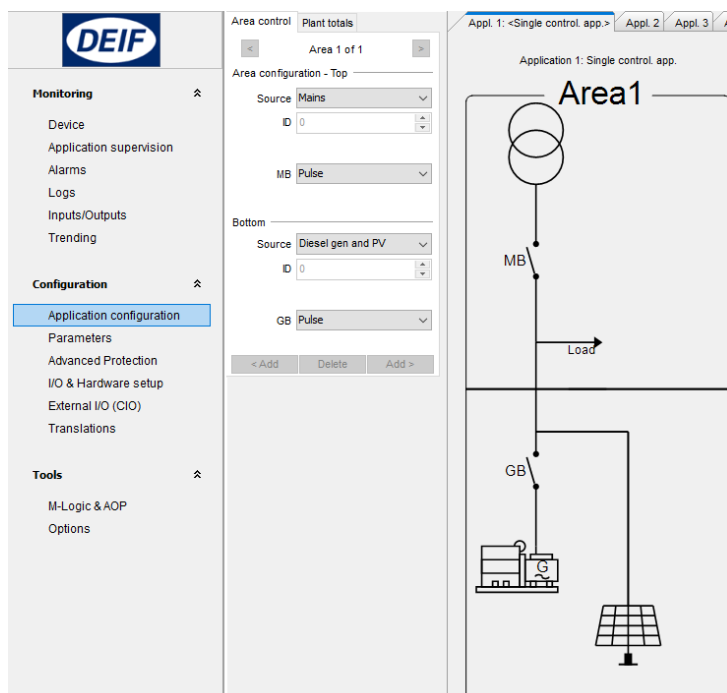 DEIF
Monitoring
Device
Application supervision
Alarms
Logs
Inputs/Outputs
Trending
Configuration
Application configuration
Parameters
Advanced Protection
I/O & Hardware setup
External I/O (CIO)
Translations
Tools
M-Logic & AOP
Options
Area control Plant totals
< Area 1 of 1 >
Area configuration - Top
Source Mains
ID 0
MB Pulse
Bottom
Source Diesel gen and PV
ID 0
GB Pulse
< Add Delete Add >
Appl. 1: <Single control. app.> Appl. 2 Appl. 3
Application 1: Single control. app.
Area1
MB
Load
GB
G